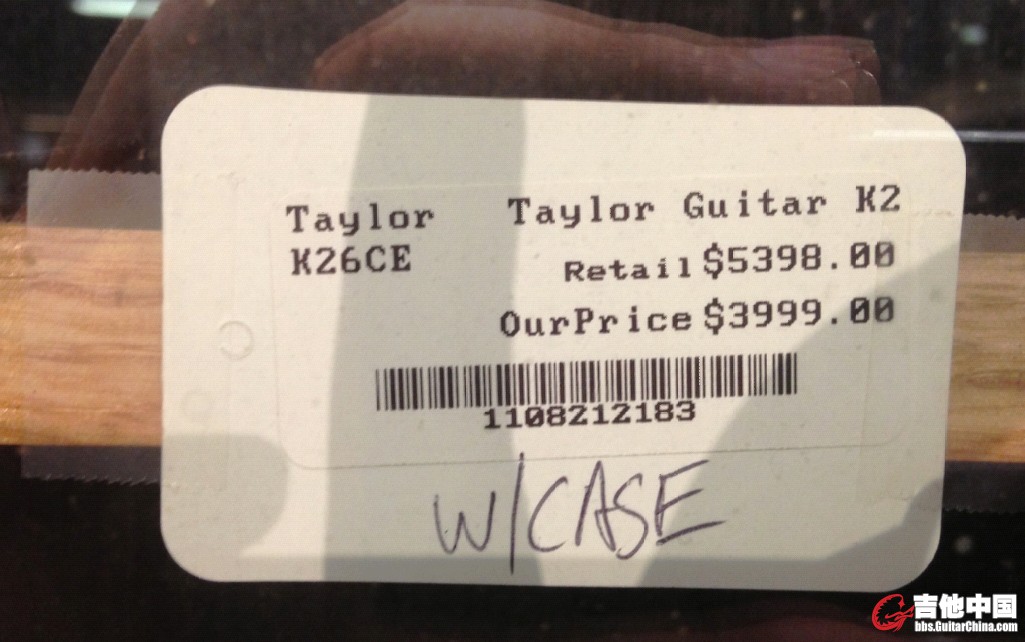 Taylor Taylor Guitar K2
K26CE Retail $5398.00
OurPrice $3999.00
1108212183
W/CASE
吉他中国
bbs.GuitarChina.com